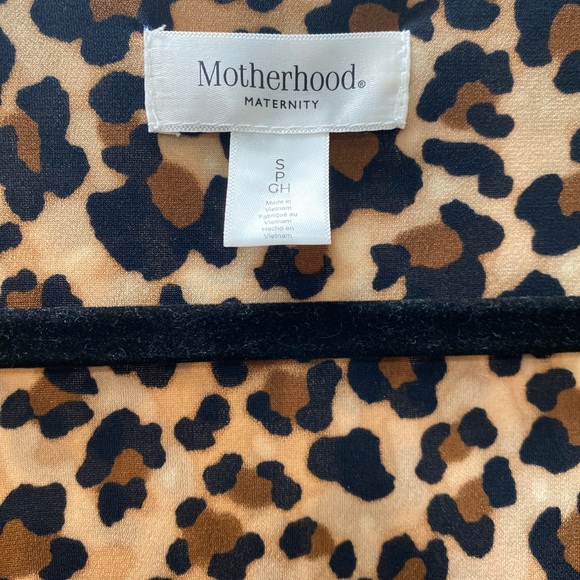 Motherhood®
MATERNITY
S
P
GH
Made in
Vietnam
Fabriqué au
Vietnam
Hecho en
Vietnam